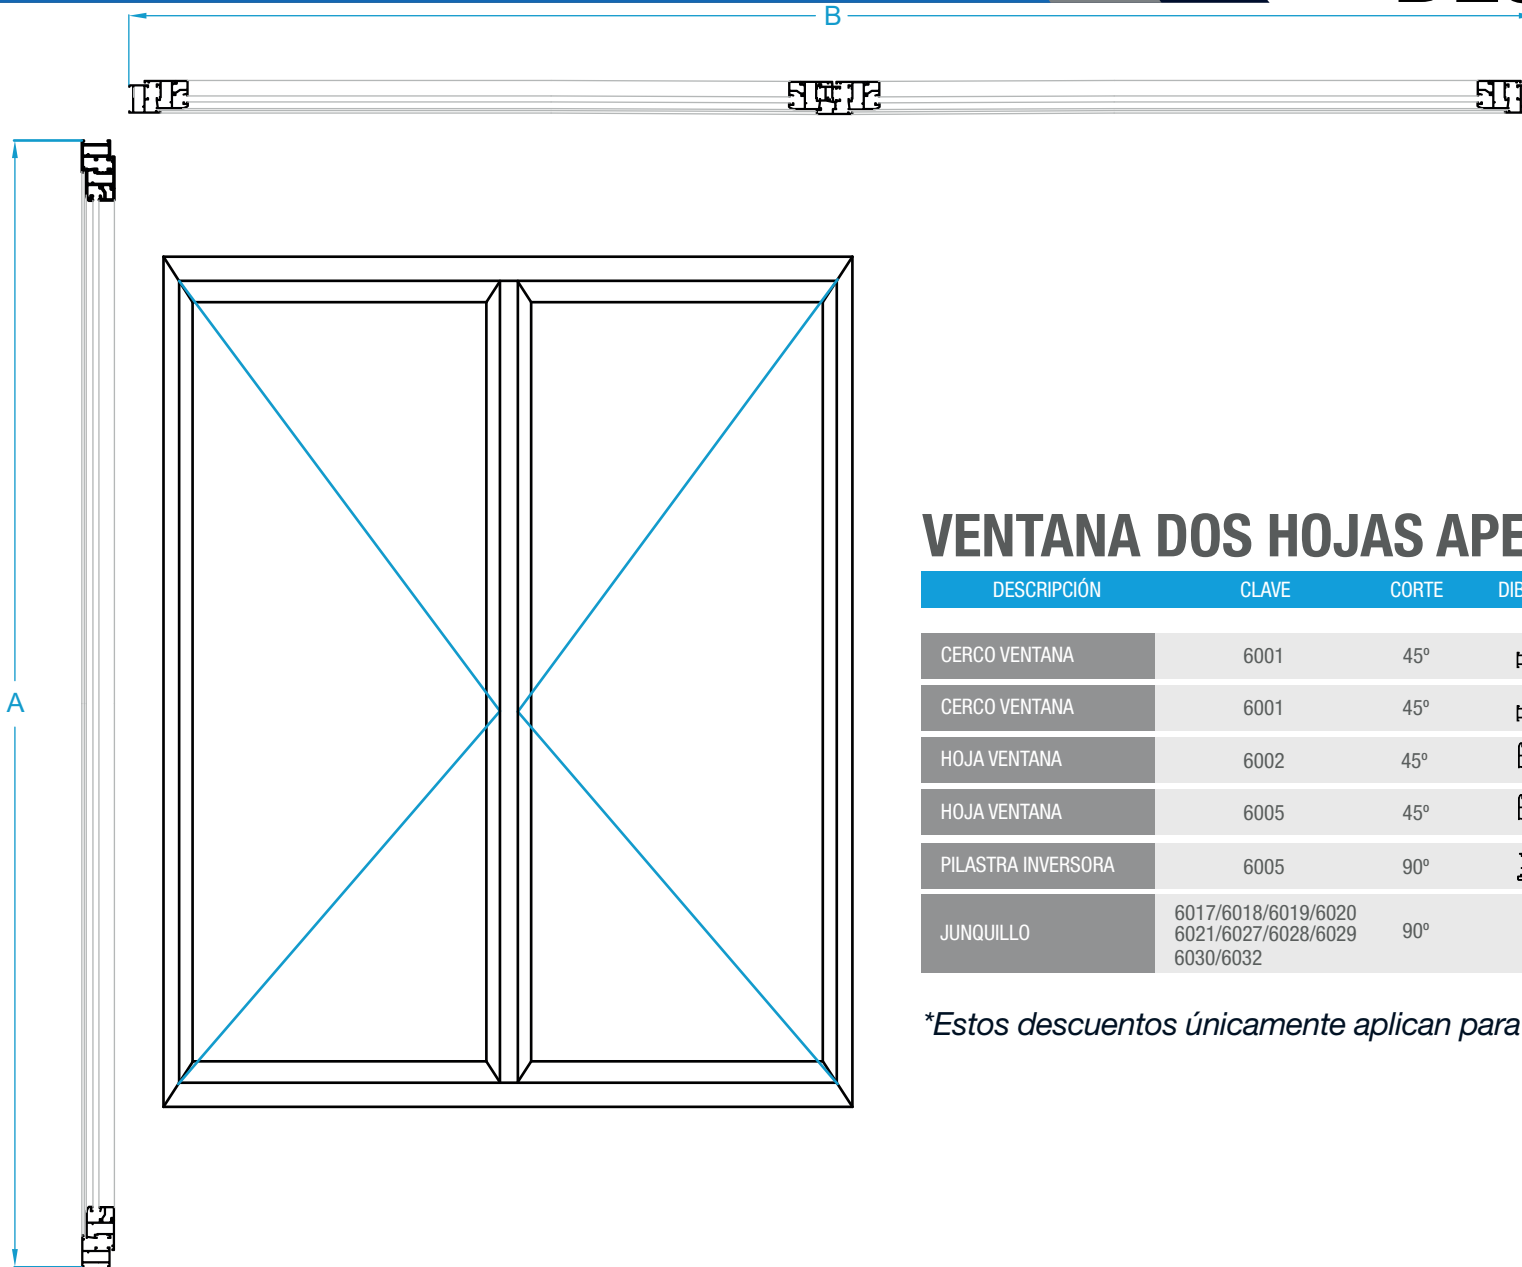 B
A
VENTANA DOS HOJAS
DESCRIPCIÓN CLAVE CORTE
CERCO VENTANA 6001 45º
CERCO VENTANA 6001 45º
HOJA VENTANA 6002 45º
HOJA VENTANA 6005 45º
PILASTRA INVERSORA 6005 90º
JUNQUILLO 6017/6018/6019/6020 90º
6021/6027/6028/6029
6030/6032
*Estos descuentos únicamente aplican para